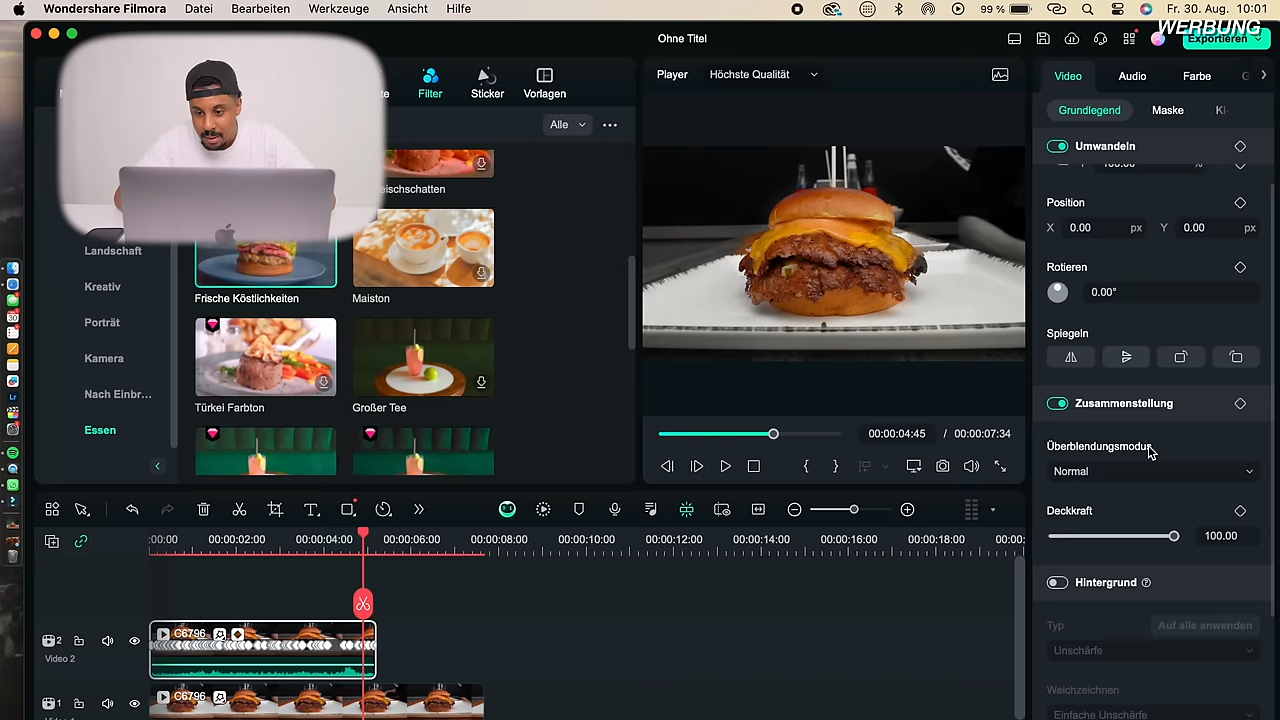 Wondershare Filmora Datei Bearbeiten Werkzeuge Ansicht Hilfe 99 % Fr. 30. Aug. 10:01
WERBUNG
Ohne Titel
Exportieren
Filter Sticker Vorlagen
Alle
Landschaft
Kreativ
Porträt
Kamera
Nach Einbr...
Essen
Frische Köstlichkeiten Maiston
Türkei Farbton Großer Tee
Player Höchste Qualität
00:00:04:45 / 00:00:07:34
Video Audio Farbe
Grundlegend Maske
Umwandeln
Position
X 0.00 px Y 0.00 px
Rotieren
0.00°
Spiegeln
Zusammenstellung
Überblendungsmodus
Normal
Deckkraft
100.00
Hintergrund
Typ Auf alle anwenden
Unschärfe
Weichzeichnen
Einfache Unschärfe
:00:00 00:00:02:00 00:00:04:00 00:00:06:00 00:00:08:00 00:00:10:00 00:00:12:00 00:00:14:00 00:00:16:00 00:00:18:00 00:00:
2 C6796
Video 2
1 C6796